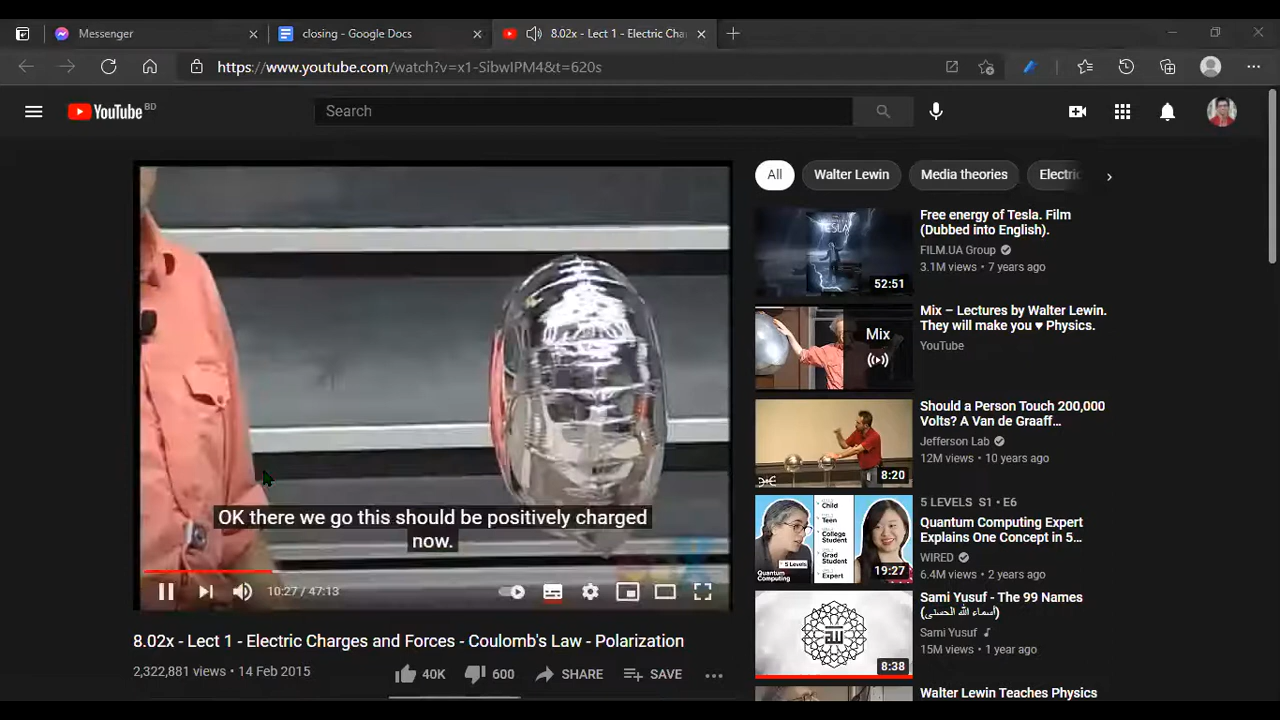 Messenger
closing - Google Docs
8.02x - Lect 1 - Electric Cha
https://www.youtube.com/watch?v=x1-SibwIPM4&t=620s
YouTube BD
Search
OK there we go this should be positively charged
now.
10:27 / 47:13
8.02x - Lect 1 - Electric Charges and Forces - Coulomb's Law - Polarization
2,322,881 views • 14 Feb 2015
40K
600
SHARE
SAVE
All
Walter Lewin
Media theories
Electric
TESLA
52:51
Free energy of Tesla. Film
(Dubbed into English).
FILM.UA Group
3.1M views • 7 years ago
Mix
Mix – Lectures by Walter Lewin.
They will make you ♥ Physics.
YouTube
8:20
Should a Person Touch 200,000
Volts? A Van de Graaff...
Jefferson Lab
12M views • 10 years ago
Child
Teen
College
Student
Grad
Student
Expert
5 Levels
Quantum
Computing
19:27
5 LEVELS S1 • E6
Quantum Computing Expert
Explains One Concept in 5...
WIRED
6.4M views • 2 years ago
الله
8:38
Sami Yusuf - The 99 Names
(أسماء الله الحسنى)
Sami Yusuf
15M views • 1 year ago
Walter Lewin Teaches Physics